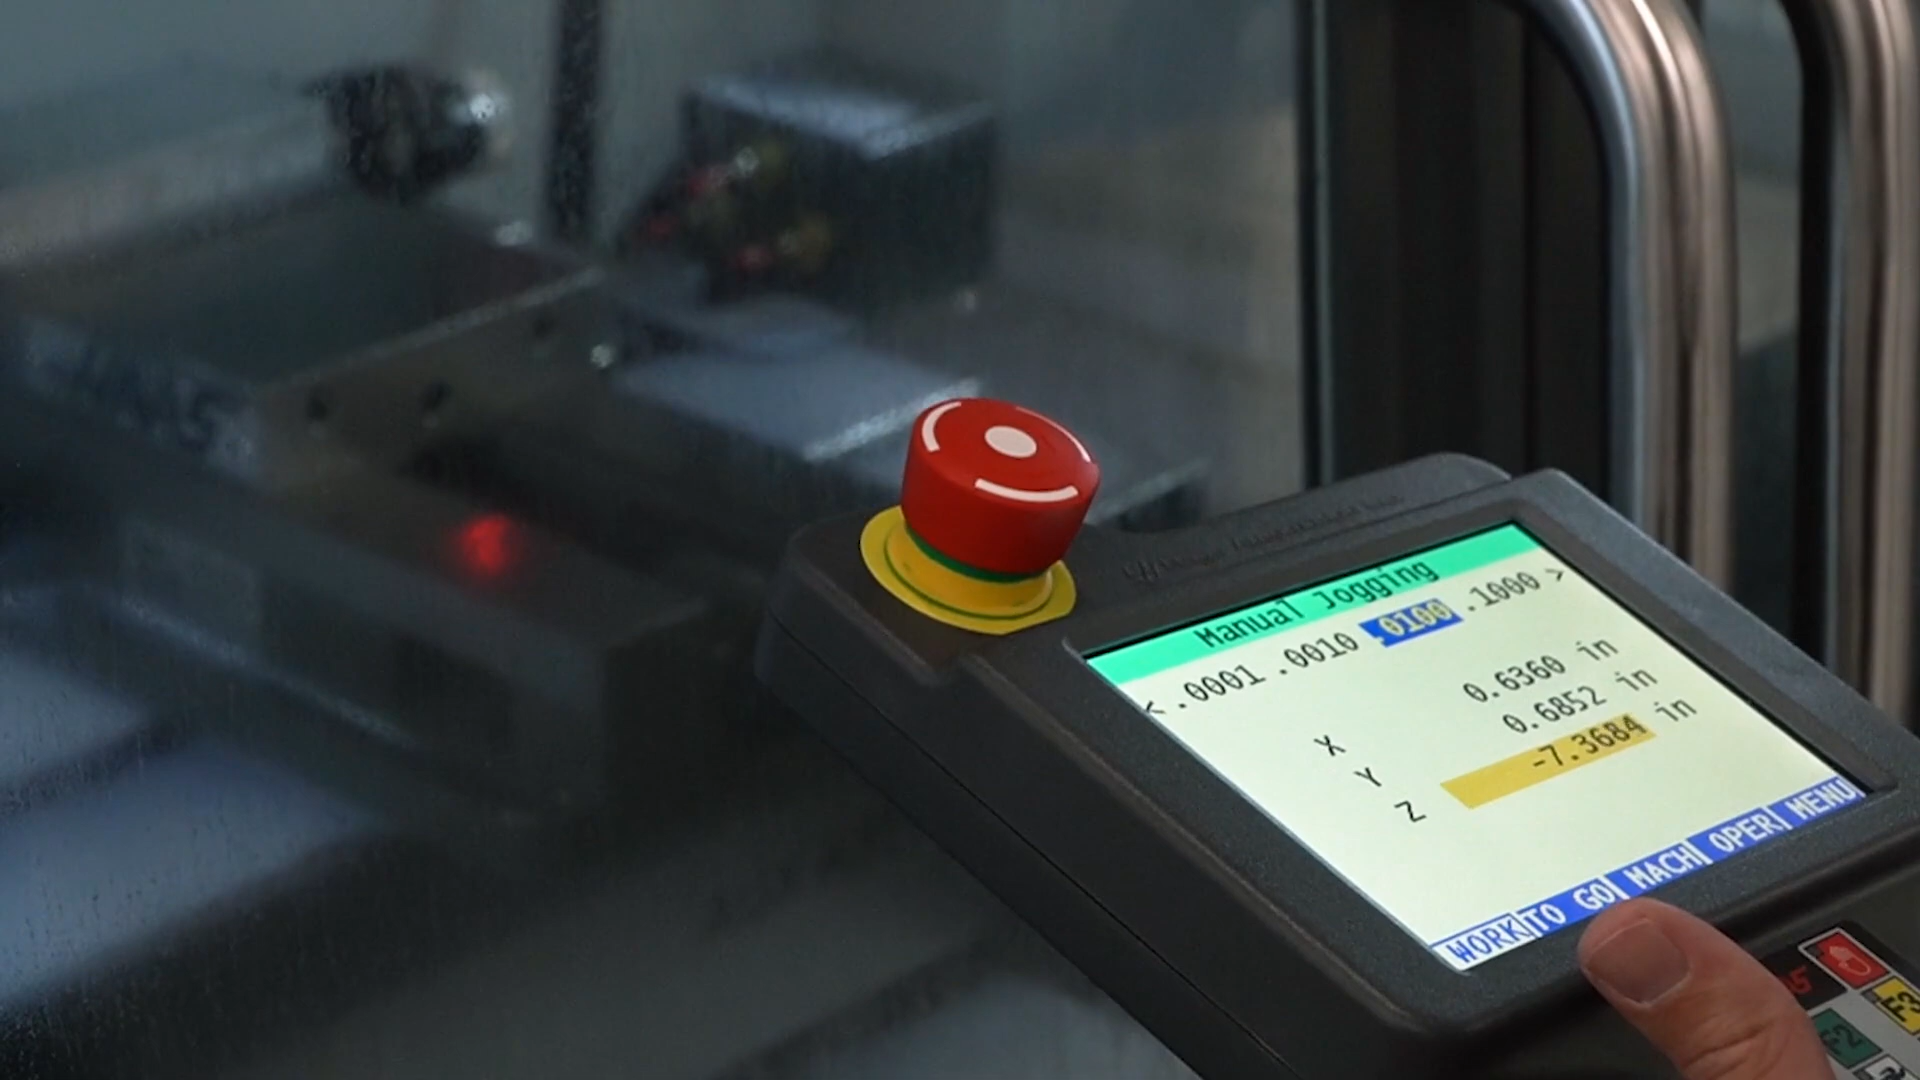 Manual Jogging
< .0001 .0010 .0100 .1000 >
X 0.6360 in
Y 0.6852 in
Z -7.3684 in
WORK TO GO MACH OPER MENU
F3
F2